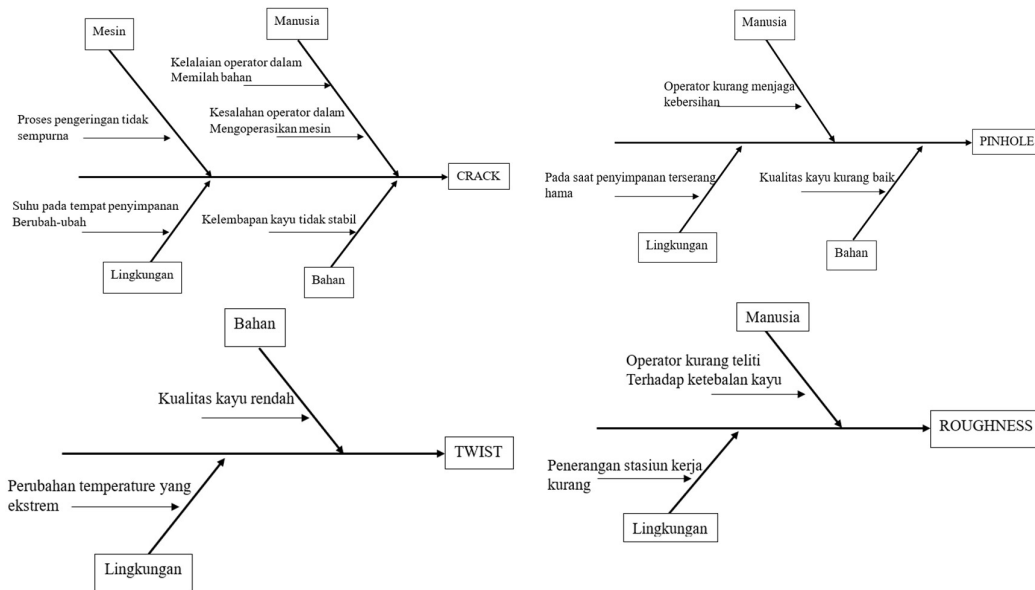 Mesin
Manusia
Kelalaian operator dalam
Memilah bahan
Proses pengeringan tidak
sempurna
Kesalahan operator dalam
Mengoperasikan mesin
CRACK
Suhu pada tempat penyimpanan
Berubah-ubah
Kelembapan kayu tidak stabil
Lingkungan
Bahan
Manusia
Operator kurang menjaga
kebersihan
PINHOLE
Pada saat penyimpanan terserang
hama
Kualitas kayu kurang baik
Lingkungan
Bahan
Bahan
Kualitas kayu rendah
TWIST
Perubahan temperature yang
ekstrem
Lingkungan
Manusia
Operator kurang teliti
Terhadap ketebalan kayu
ROUGHNESS
Penerangan stasiun kerja
kurang
Lingkungan